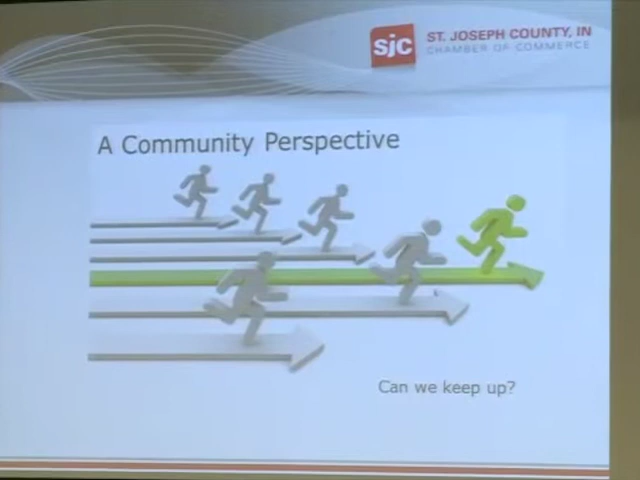 sjc
ST. JOSEPH COUNTY, IN
CHAMBER OF COMMERCE
A Community Perspective
Can we keep up?